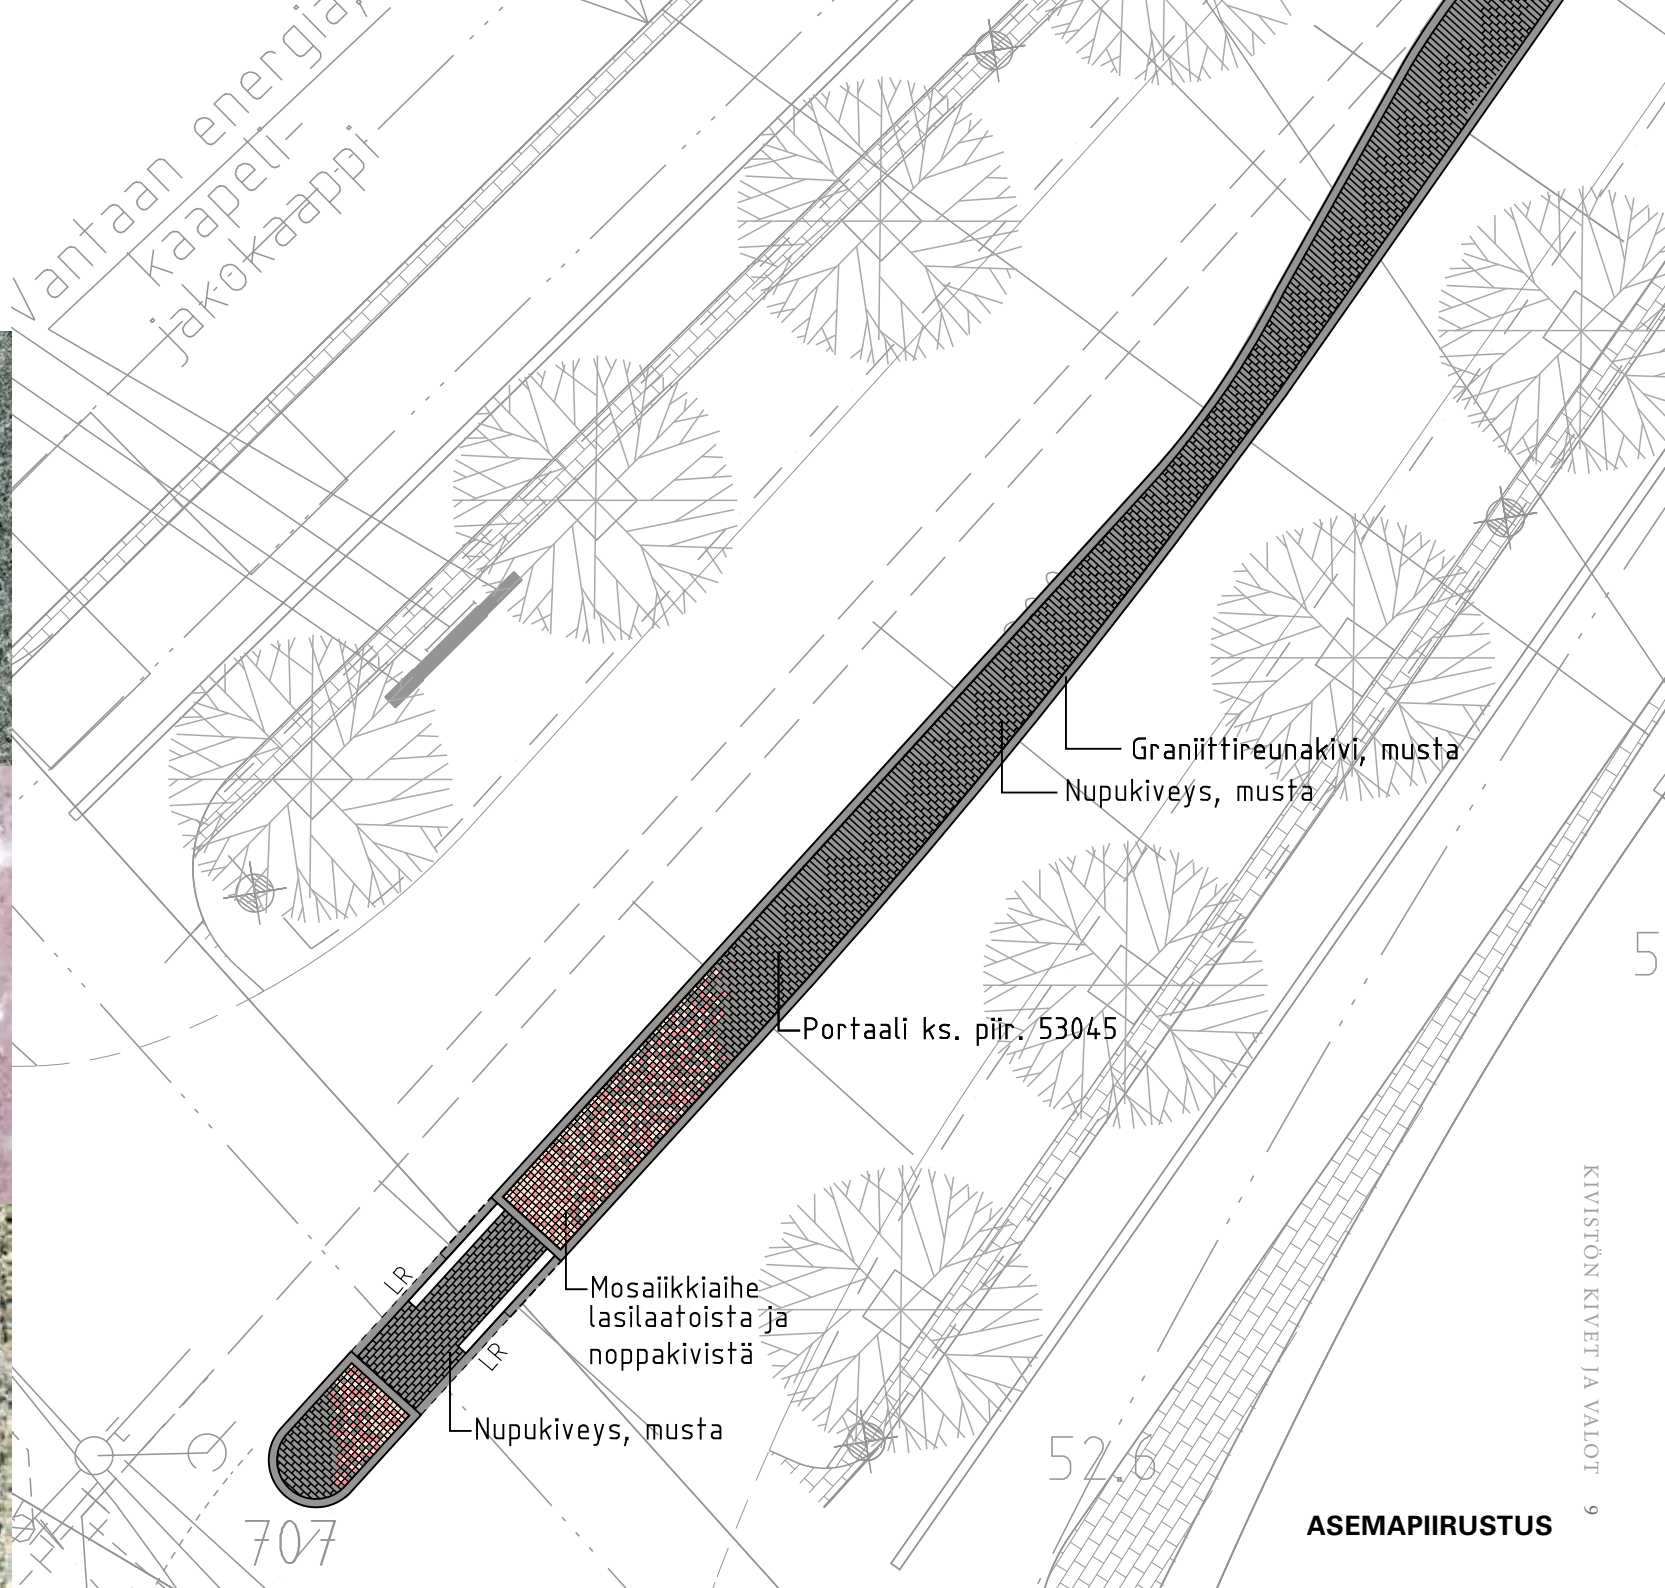 Vantaan energia,
kaapeli-
jakokaappi
Graniittireunakivi, musta
Nupukiveys, musta
Portaali ks. piir. 53045
LR
LR
Mosaiikkiaihe
lasilaatoista ja
noppakivistä
Nupukiveys, musta
5
52.6
707
KIVISTÖN KIVET JA VALOT 9
ASEMAPIIRUSTUS